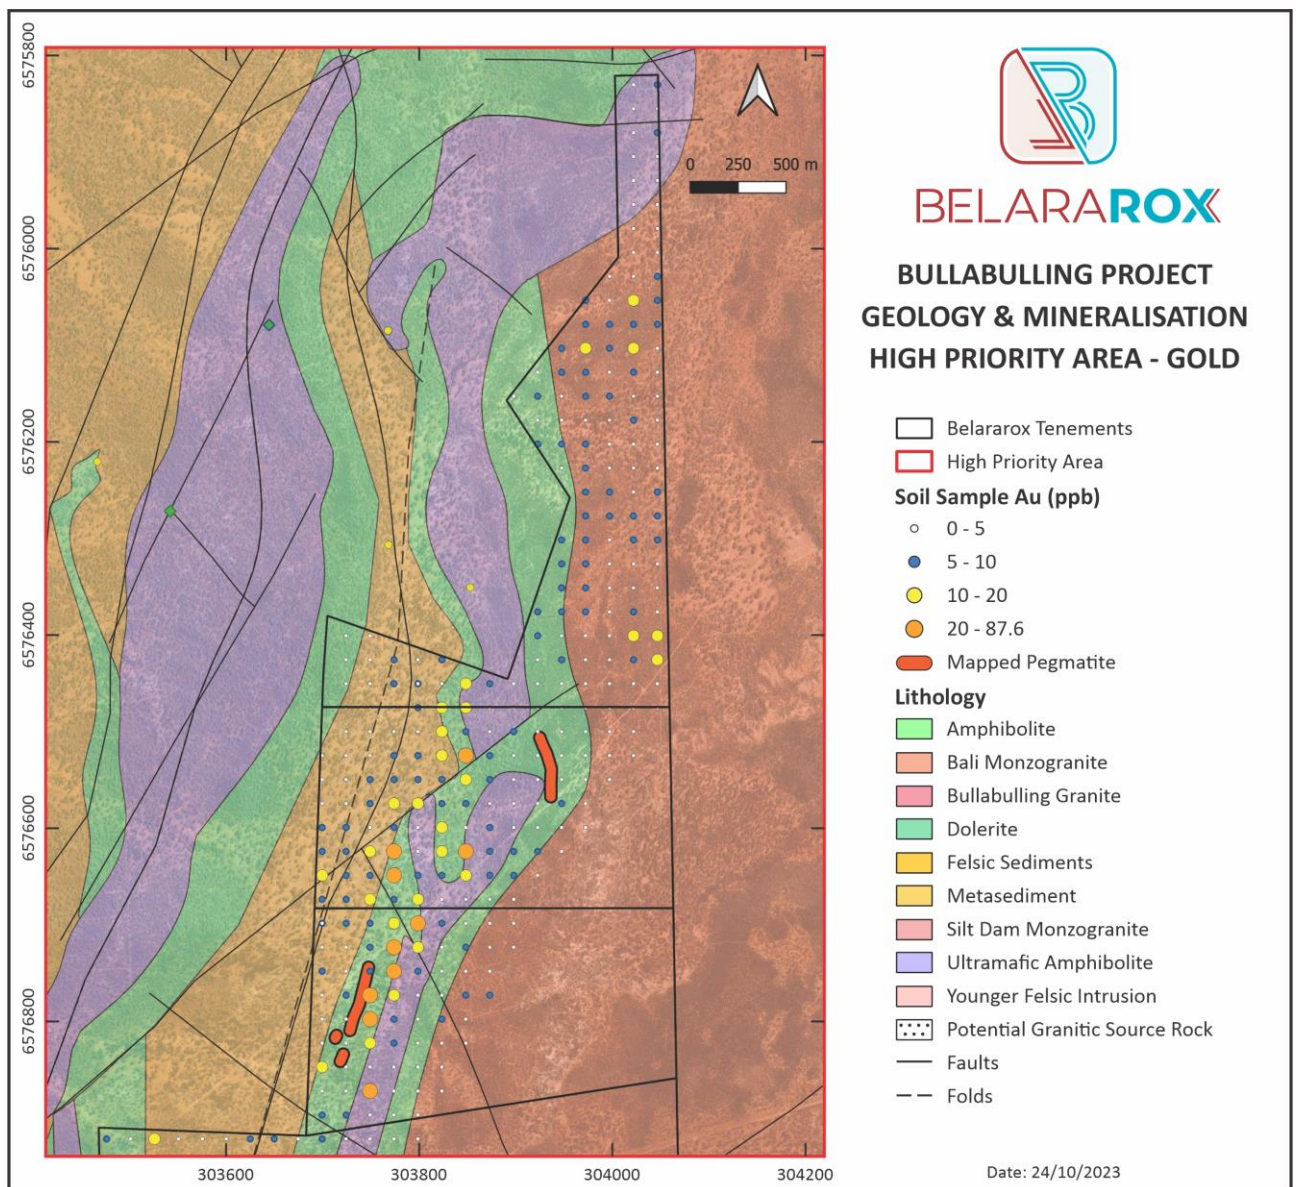 6575800
6576000
6576200
6576400
6576600
6576800
0 250 500 m
303600 303800 304000 304200
BELARAROX
BULLABULLING PROJECT
GEOLOGY & MINERALISATION
HIGH PRIORITY AREA - GOLD
Belararox Tenements
High Priority Area
Soil Sample Au (ppb)
0 - 5
5 - 10
10 - 20
20 - 87.6
Mapped Pegmatite
Lithology
Amphibolite
Bali Monzogranite
Bullabulling Granite
Dolerite
Felsic Sediments
Metasediment
Silt Dam Monzogranite
Ultramafic Amphibolite
Younger Felsic Intrusion
Potential Granitic Source Rock
Faults
Folds
Date: 24/10/2023